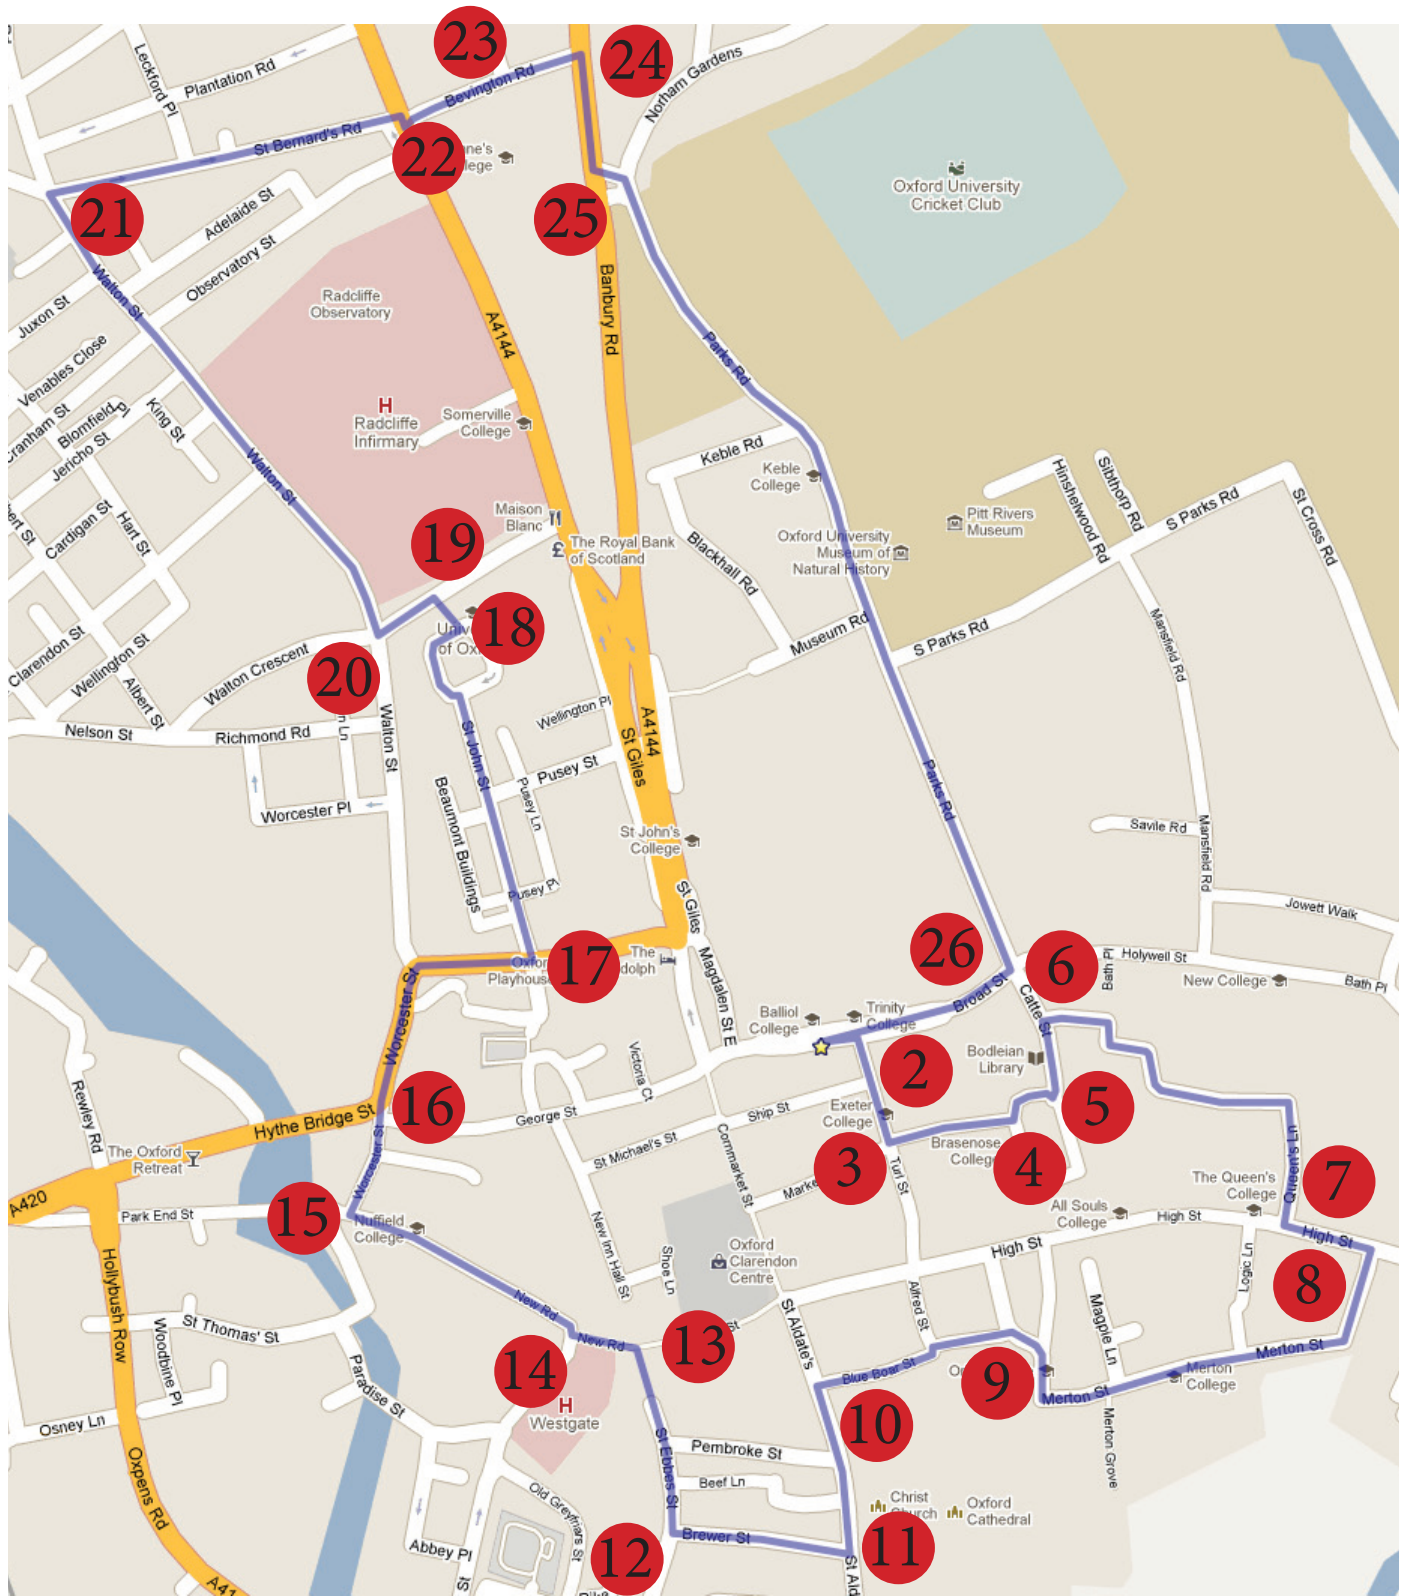 23
24
Leckford Pl
Plantation Rd
Bevington Rd
Norham Gardens
St Bernard's Rd
22
Oxford University
Cricket Club
21
Adelaide St
25
Observatory St
Walton St
Juxon St
Radcliffe
Observatory
A4144
Banbury Rd
Venables Close
Parks Rd
Blomfield Pl
King St
Jericho St
H
Radcliffe
Infirmary
Somerville
College
Keble Rd
Keble
College
Walton St
Hinshelwood Rd
Sibthorp Rd
S Parks Rd
St Cross Rd
Cardigan St
Hart St
Maison
Blanc
19
£
The Royal Bank
of Scotland
Blackhall Rd
Oxford University
Museum of
Natural History
Pitt Rivers
Museum
18
Museum Rd
S Parks Rd
Mansfield Rd
Clarendon St
Wellington St
Albert St
Walton Crescent
20
Nelson St
Richmond Rd
Walton St
St John St
Wellington Pl
A4144
St Giles
Pusey St
Pusey Ln
Worcester Pl
Beaumont Buildings
Parks Rd
St John's
College
Savile Rd
Mansfield Rd
Pusey Pl
St Giles
Jowett Walk
17
Playhouse
The
Magdalen St E
26
6
Bath Pl
Holywell St
New College
Bath Pl
Worcester St
Broad St
Catte St
Balliol
College
Trinity
College
Bodleian
Library
2
Victoria Ct
Rewley Rd
Hythe Bridge St
16
George St
Ship St
Exeter
College
5
St Michael's St
Cornmarket St
Brasenose
College
4
3
Queen's Ln
7
The Oxford
Retreat
Worcester St
Turl St
The Queen's
College
A420
Park End St
15
Nuffield
College
All Souls
College
High St
High St
High St
New Inn Hall St
Shoe Ln
Oxford
Clarendon
Centre
Logic Ln
8
Hollybush Row
New Rd
New Rd
13
St
St Aldate's
Alfred St
Magpie Ln
St Thomas' St
Woodbine Pl
Paradise St
14
Blue Boar St
9
Merton St
Merton St
Merton
College
H
Westgate
Merton Grove
Osney Ln
10
Oxpens Rd
St Ebbes St
Pembroke St
Beef Ln
Old Greyfriars St
Christ
Church
Oxford
Cathedral
Brewer St
11
12
Abbey Pl
St